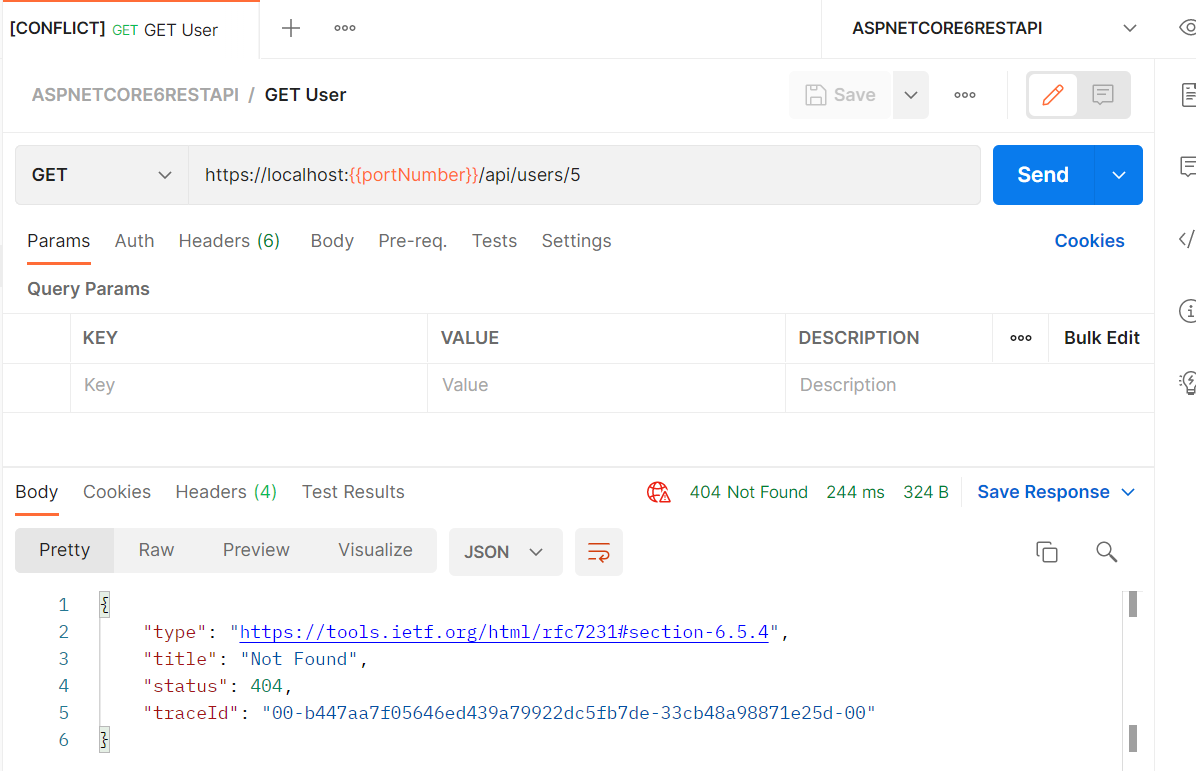 [CONFLICT] GET GET User
ASPNETCORE6RESTAPI
ASPNETCORE6RESTAPI / GET User
Save
GET
https://localhost:{{portNumber}}/api/users/5
Send
Params Auth Headers (6) Body Pre-req. Tests Settings Cookies
Query Params
KEY VALUE DESCRIPTION Bulk Edit
Key Value Description
Body Cookies Headers (4) Test Results 404 Not Found 244 ms 324 B Save Response
Pretty Raw Preview Visualize JSON
1 {
2 "type": "https://tools.ietf.org/html/rfc7231#section-6.5.4",
3 "title": "Not Found",
4 "status": 404,
5 "traceId": "00-b447aa7f05646ed439a79922dc5fb7de-33cb48a98871e25d-00"
6 }